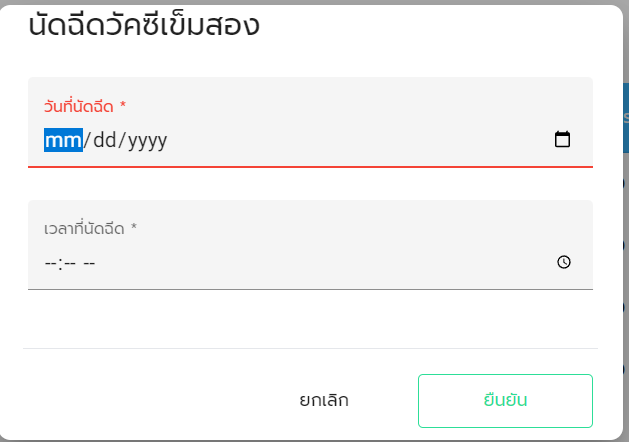 นัดฉีดวัคซีเข็มสอง
วันที่นัดฉีด *
mm/dd/yyyy
เวลาที่นัดฉีด *
--:-- --
ยกเลิก
ยืนยัน